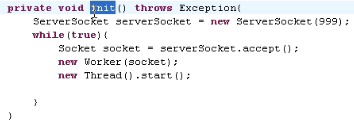 private void init() throws Exception{
ServerSocket serverSocket = new ServerSocket(999);
while(true){
Socket socket = serverSocket.accept();
new Worker(socket);
new Thread().start();
}
}